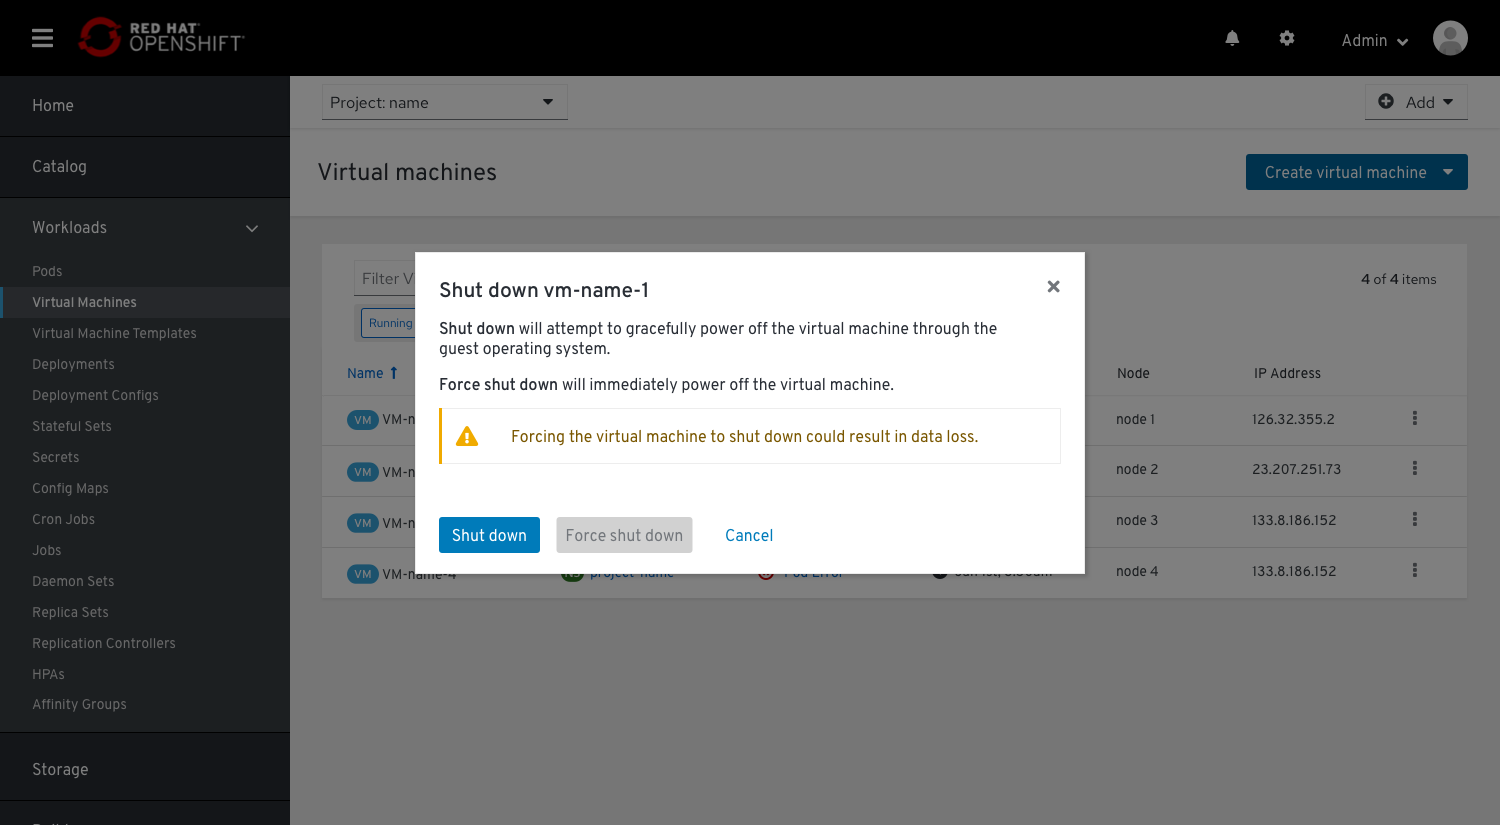 RED HAT
OPENSHIFT
Admin
Home
Catalog
Workloads
Pods
Virtual Machines
Virtual Machine Templates
Deployments
Deployment Configs
Stateful Sets
Secrets
Config Maps
Cron Jobs
Jobs
Daemon Sets
Replica Sets
Replication Controllers
HPAs
Affinity Groups
Storage
Project: name
Add
Virtual machines
Create virtual machine
Filter V
4 of 4 items
Running
Name Node IP Address
VM VM-n node 1 126.32.355.2
VM VM-n node 2 23.207.251.73
VM VM-n node 3 133.8.186.152
VM VM-name-4 project-name Pod Error node 4 133.8.186.152
Shut down vm-name-1
Shut down will attempt to gracefully power off the virtual machine through the
guest operating system.
Force shut down will immediately power off the virtual machine.
Forcing the virtual machine to shut down could result in data loss.
Shut down Force shut down Cancel